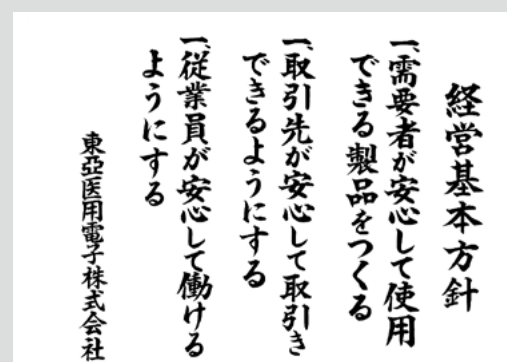 経営基本方針
一、需要者が安心して使用
できる製品をつくる
一、取引先が安心して取引き
できるようにする
一、従業員が安心して働ける
ようにする
東亞医用電子株式会社